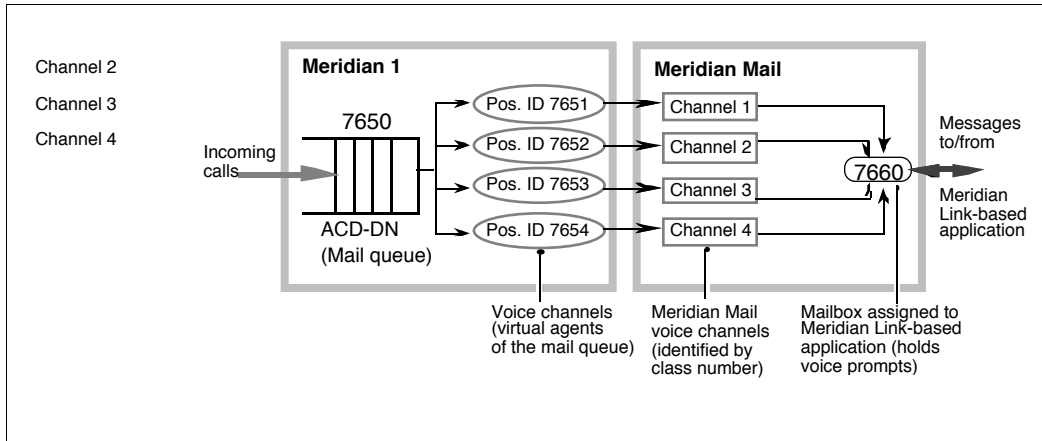 Channel 2
Channel 3
Channel 4
Meridian 1
Meridian Mail
7650
Incoming
calls
ACD-DN
(Mail queue)
Pos. ID 7651
Pos. ID 7652
Pos. ID 7653
Pos. ID 7654
Channel 1
Channel 2
Channel 3
Channel 4
7660
Messages
to/from
Meridian
Link-based
application
Voice channels
(virtual agents
of the mail queue)
Meridian Mail
voice channels
(identified by
class number)
Mailbox assigned to
Meridian Link-based
application (holds
voice prompts)